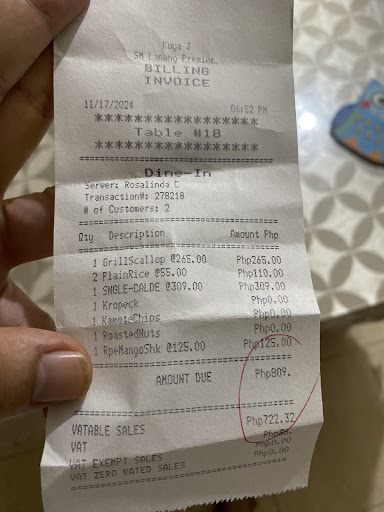 Kuya J
SM Lanang Premier
BILLING
INVOICE
11/17/2024 06:52 PM
*****************
Table #18
*****************
Dine-In
Server: Rosalinda C
Transaction#: 278218
# of Customers: 2
Qty Description Amount Php
1 GrillScallop @265.00 Php265.00
2 PlainRice @55.00 Php110.00
1 SNGLE-CALDE @309.00 Php309.00
1 Kropeck Php0.00
1 KamoteChips Php0.00
1 RoastedNuts Php0.00
1 RpeMangoShk @125.00 Php125.00
AMOUNT DUE Php809.
VATABLE SALES Php722.32
VAT Php86.
VAT EXEMPT SALES Php0.00
VAT ZERO RATED SALES Php0.00